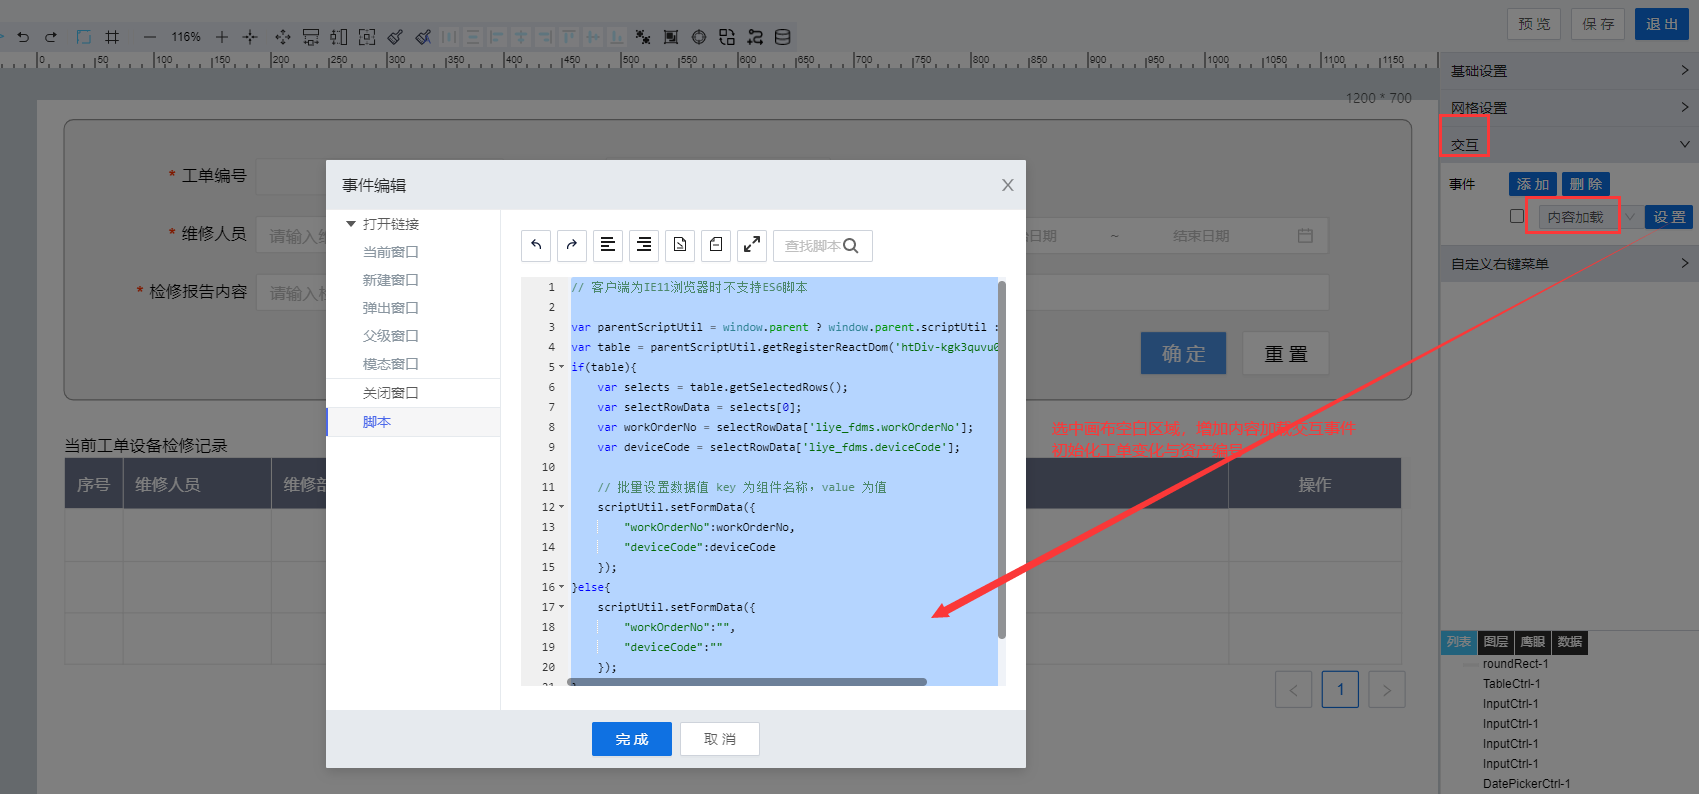 预 览
保 存
退 出
116%
0
50
100
150
200
250
300
350
400
450
500
550
600
650
700
750
800
850
900
950
1000
1050
1100
1150
1200 * 700
基础设置
网格设置
交互
事件
添 加
删 除
内容加载
设 置
自定义右键菜单
* 工单编号
* 维修人员
请输入
* 检修报告内容
请输入
日期
~
结束日期
确 定
重 置
当前工单设备检修记录
序号
维修人员
维修
操作
1
事件编辑
打开链接
当前窗口
新建窗口
弹出窗口
父级窗口
模态窗口
关闭窗口
脚本
查找脚本
1 // 客户端为IE11浏览器时不支持ES6脚本
2
3 var parentScriptUtil = window.parent ? window.parent.scriptUtil :
4 var table = parentScriptUtil.getRegisterReactDom('htDiv-kgk3quvu0
5 if(table){
6 var selects = table.getSelectedRows();
7 var selectRowData = selects[0];
8 var workOrderNo = selectRowData['liye_fdms.workOrderNo'];
9 var deviceCode = selectRowData['liye_fdms.deviceCode'];
10
11 // 批量设置数据值 key 为组件名称，value 为值
12 scriptUtil.setFormData({
13 "workOrderNo":workOrderNo,
14 "deviceCode":deviceCode
15 });
16 }else{
17 scriptUtil.setFormData({
18 "workOrderNo":"",
19 "deviceCode":""
20 });
21
完 成
取 消
选中画布空白区域，增加内容加载交互事件
初始化工单变化与资产编号
列表
图层
鹰眼
数据
roundRect-1
TableCtrl-1
InputCtrl-1
InputCtrl-1
InputCtrl-1
InputCtrl-1
DatePickerCtrl-1